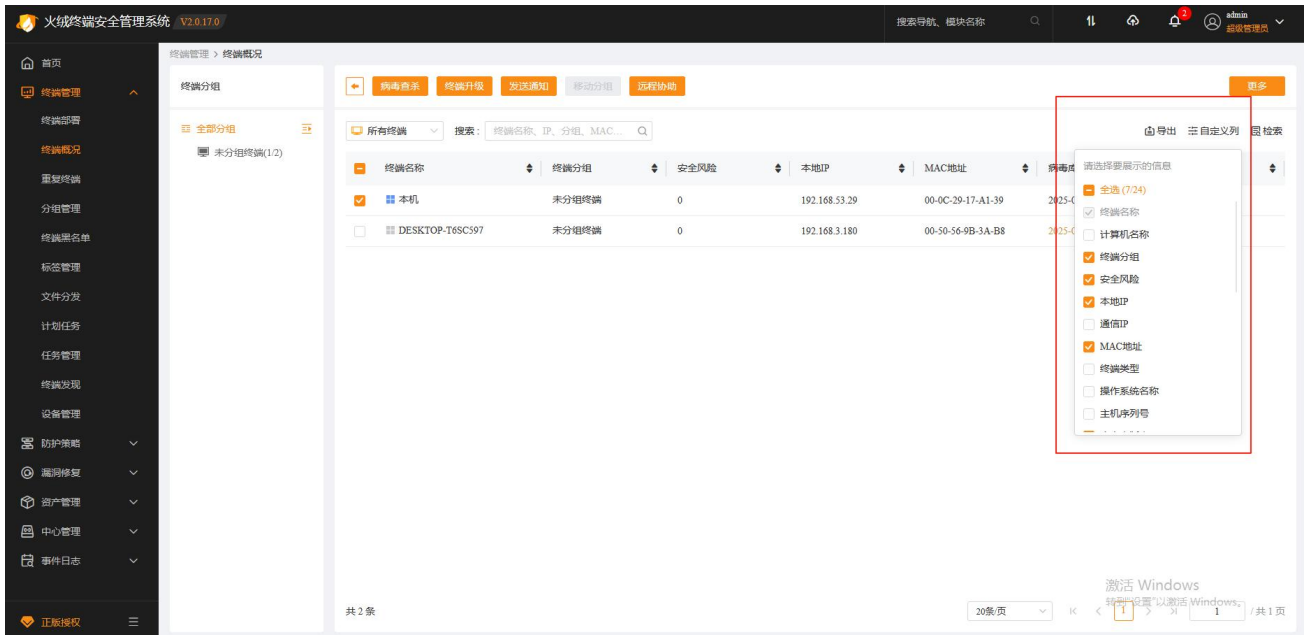 火绒终端安全管理系统 V2.0.17.0
搜索导航、模块名称
2
admin
超级管理员
首页
终端管理
终端部署
终端概况
重复终端
分组管理
终端黑名单
标签管理
文件分发
计划任务
任务管理
终端发现
设备管理
防护策略
漏洞修复
资产管理
中心管理
事件日志
正版授权
终端管理 > 终端概况
终端分组
全部分组
未分组终端(1/2)
病毒查杀 终端升级 发送通知 移动分组 远程协助 更多
所有终端 搜索： 终端名称、IP、分组、MAC... 导出 自定义列 检索
终端名称 终端分组 安全风险 本地IP MAC地址
本机 未分组终端 0 192.168.53.29 00-0C-29-17-A1-39
DESKTOP-T6SC597 未分组终端 0 192.168.3.180 00-50-56-9B-3A-B8
请选择要展示的信息
全选 (7/24)
终端名称
计算机名称
终端分组
安全风险
本地IP
通信IP
MAC地址
终端类型
操作系统名称
主机序列号
激活 Windows
转到"设置"以激活 Windows。
共 2 条 20条/页 1 1 / 共 1 页